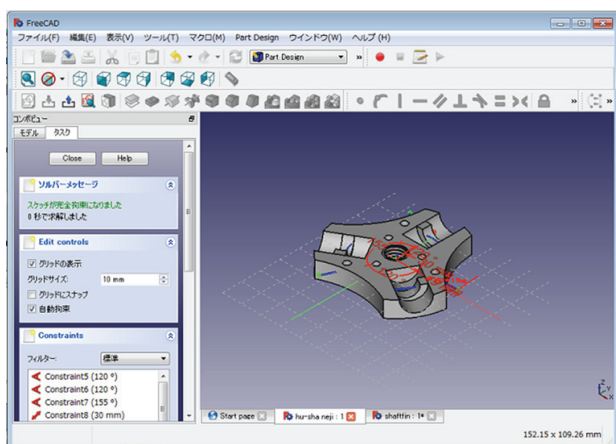 FreeCAD
ファイル(F) 編集(E) 表示(V) ツール(T) マクロ(M) Part Design ウインドウ(W) ヘルプ(H)
Part Design
コンボビュー
モデル タスク
Close Help
ソルバーメッセージ
スケッチが完全拘束になりました
0 秒で求解しました
Edit controls
グリッドの表示
グリッドサイズ: 10 mm
グリッドにスナップ
自動拘束
Constraints
フィルター: 標準
Constraint5 (120 °)
Constraint6 (120 °)
Constraint7 (155 °)
Constraint8 (30 mm)
Start page hu-sha neji : 1 shaftfin : 1*
152.15 x 109.26 mm